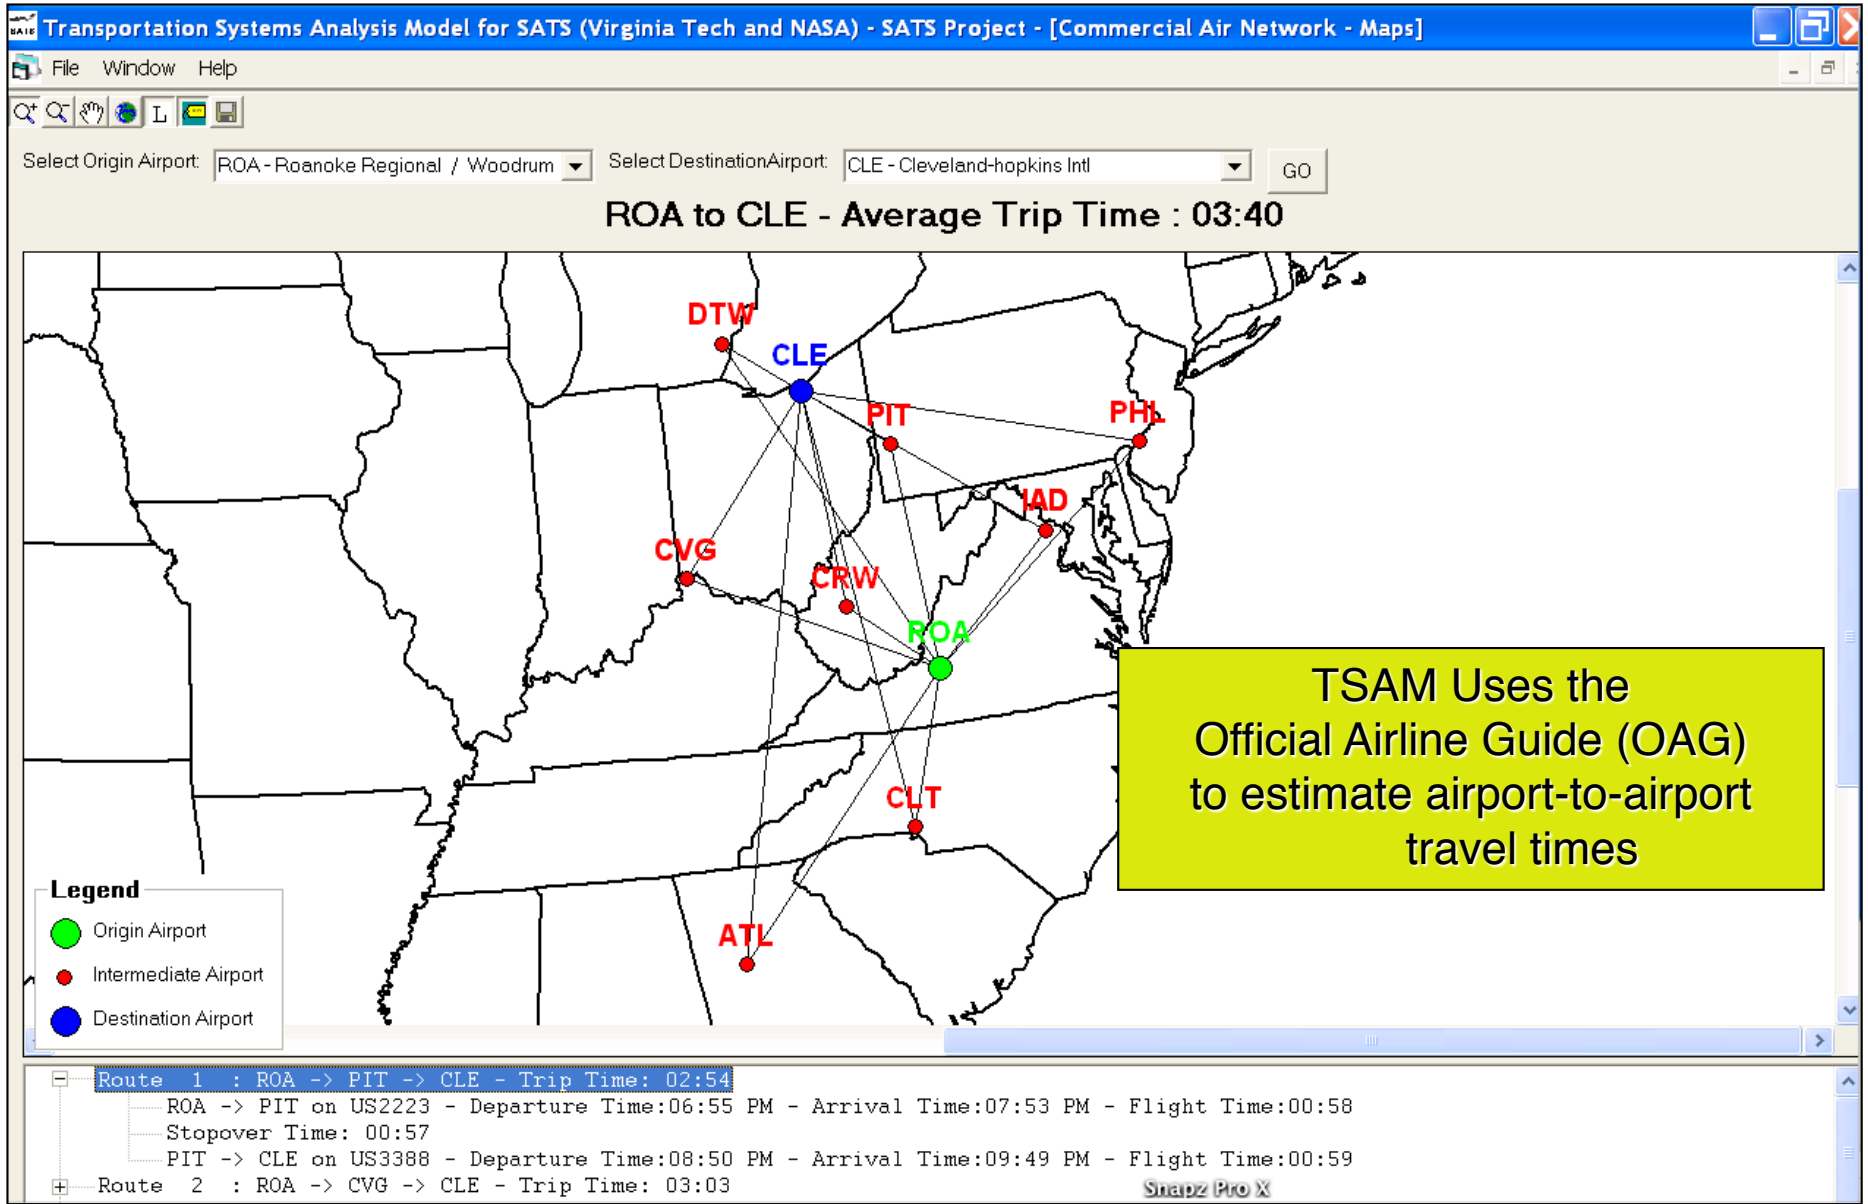 SATS Transportation Systems Analysis Model for SATS (Virginia Tech and NASA) - SATS Project - [Commercial Air Network - Maps]
File Window Help
L
Select Origin Airport: ROA - Roanoke Regional / Woodrum Select DestinationAirport: CLE - Cleveland-hopkins Intl GO
ROA to CLE - Average Trip Time : 03:40
DTW
CLE
PIT
PHL
IAD
CVG
CRW
ROA
TSAM Uses the
Official Airline Guide (OAG)
to estimate airport-to-airport
travel times
CLT
ATL
Legend
Origin Airport
Intermediate Airport
Destination Airport
Route 1 : ROA -> PIT -> CLE - Trip Time: 02:54
ROA -> PIT on US2223 - Departure Time:06:55 PM - Arrival Time:07:53 PM - Flight Time:00:58
Stopover Time: 00:57
PIT -> CLE on US3388 - Departure Time:08:50 PM - Arrival Time:09:49 PM - Flight Time:00:59
Route 2 : ROA -> CVG -> CLE - Trip Time: 03:03
Snapz Pro X